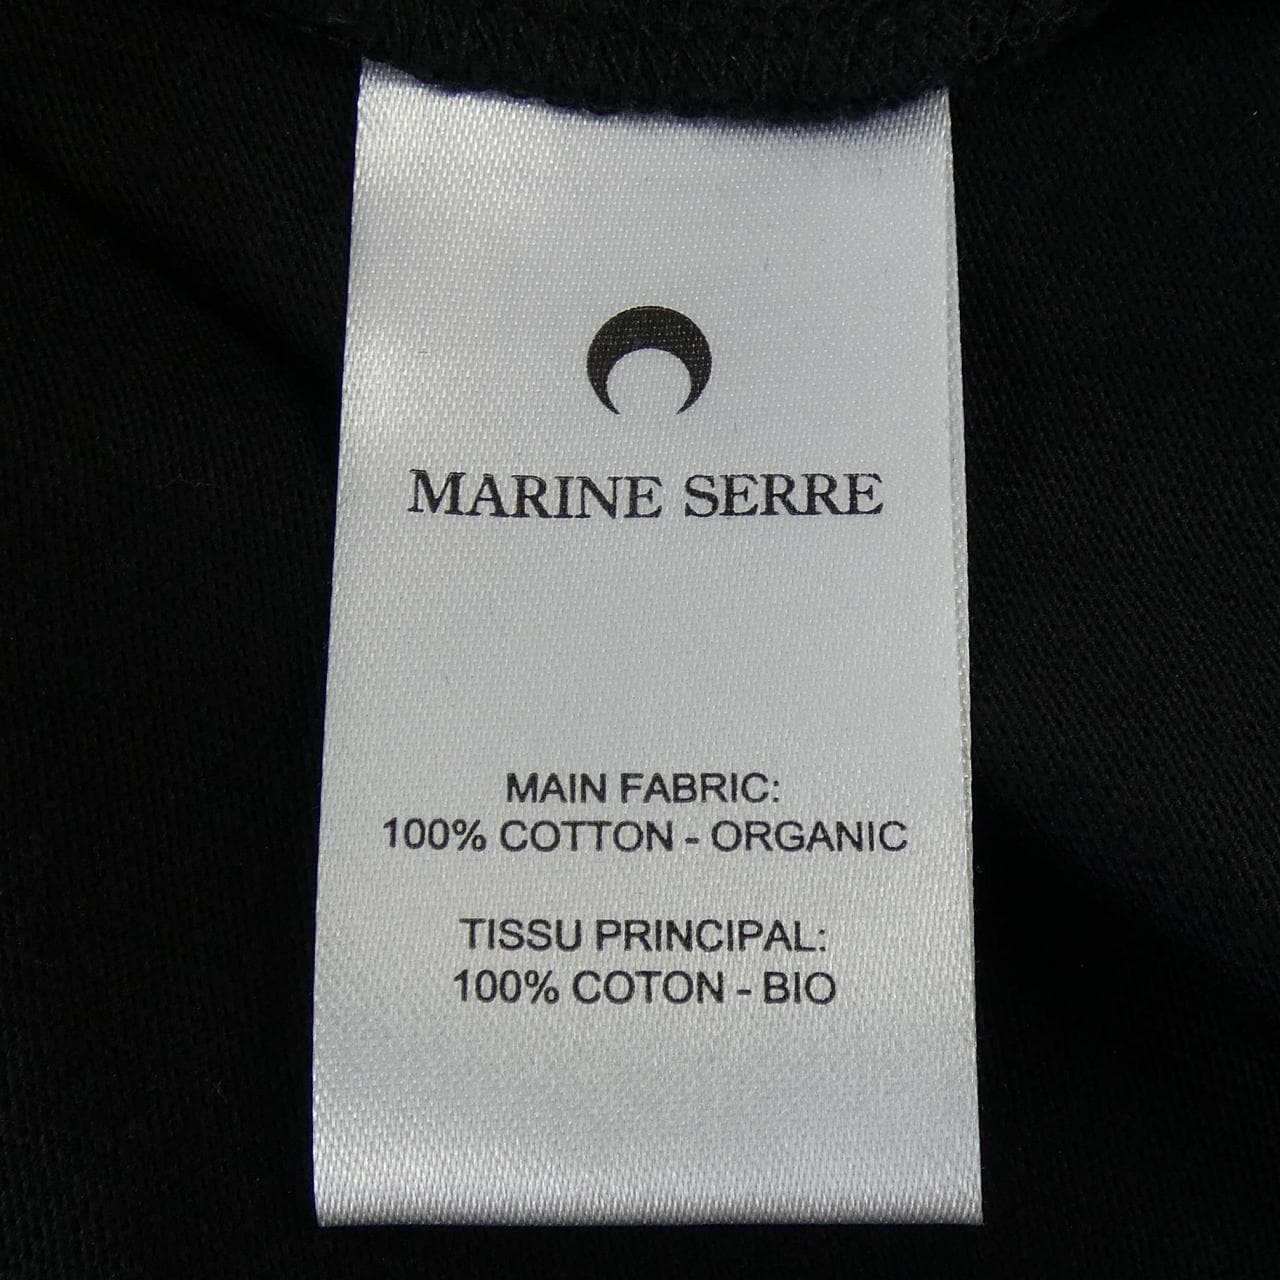 MARINE SERRE
MAIN FABRIC:
100% COTTON - ORGANIC
TISSU PRINCIPAL:
100% COTON - BIO